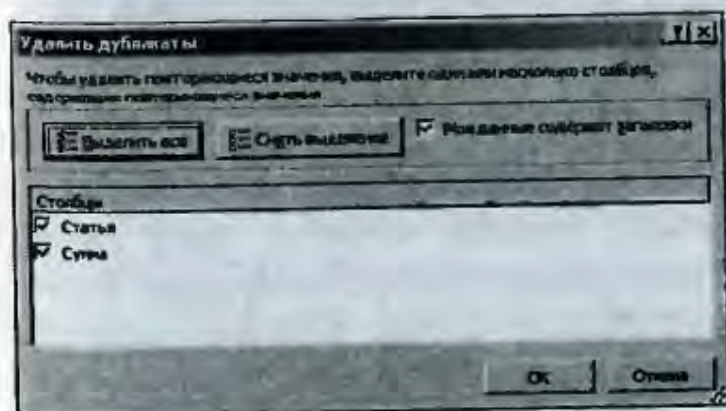 Удалить дубликаты
Чтобы удалить повторяющиеся значения, выделите один или несколько столбцов,
содержащих повторяющиеся значения
Выделить все
Снять выделение
Мои данные содержат заголовки
Столбцы
Статья
Сумма
ОК
Отмена